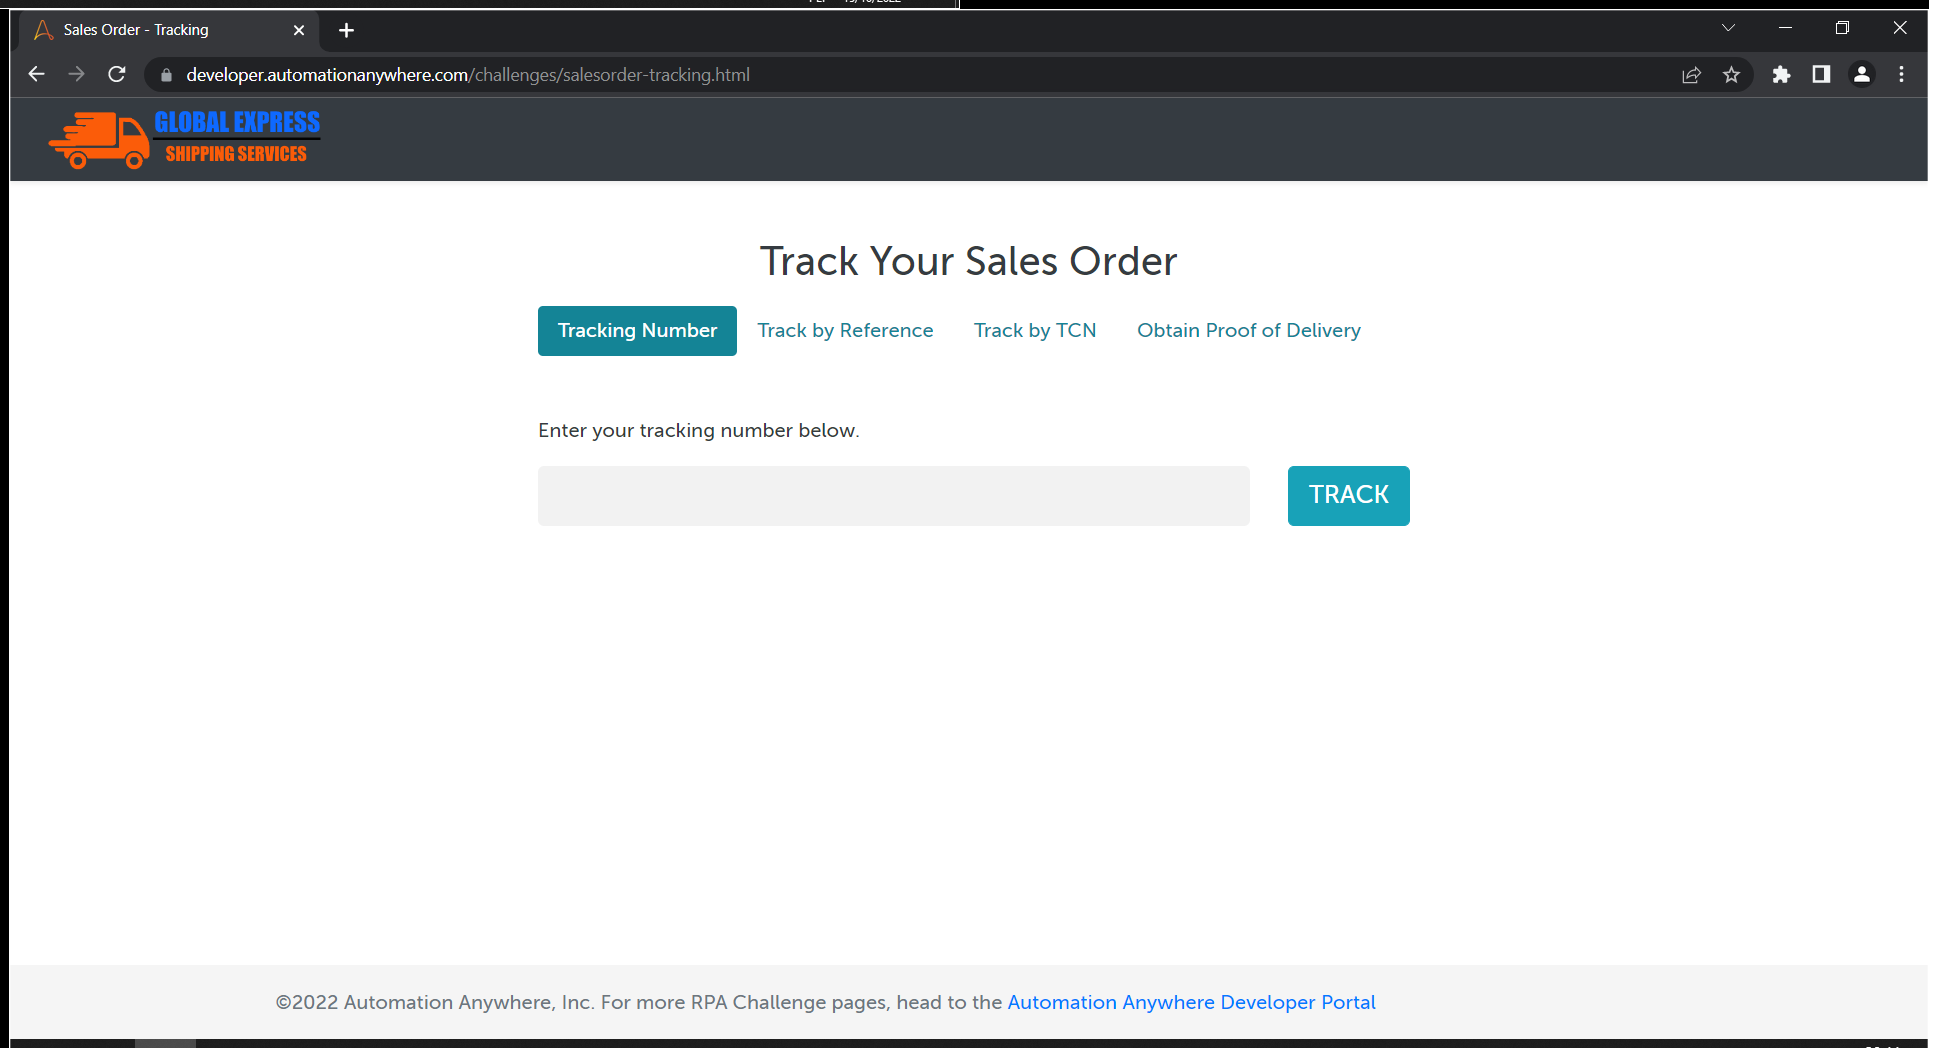 Sales Order - Tracking
developer.automationanywhere.com/challenges/salesorder-tracking.html
GLOBAL EXPRESS
SHIPPING SERVICES
Track Your Sales Order
Tracking Number Track by Reference Track by TCN Obtain Proof of Delivery
Enter your tracking number below.
TRACK
©2022 Automation Anywhere, Inc. For more RPA Challenge pages, head to the Automation Anywhere Developer Portal